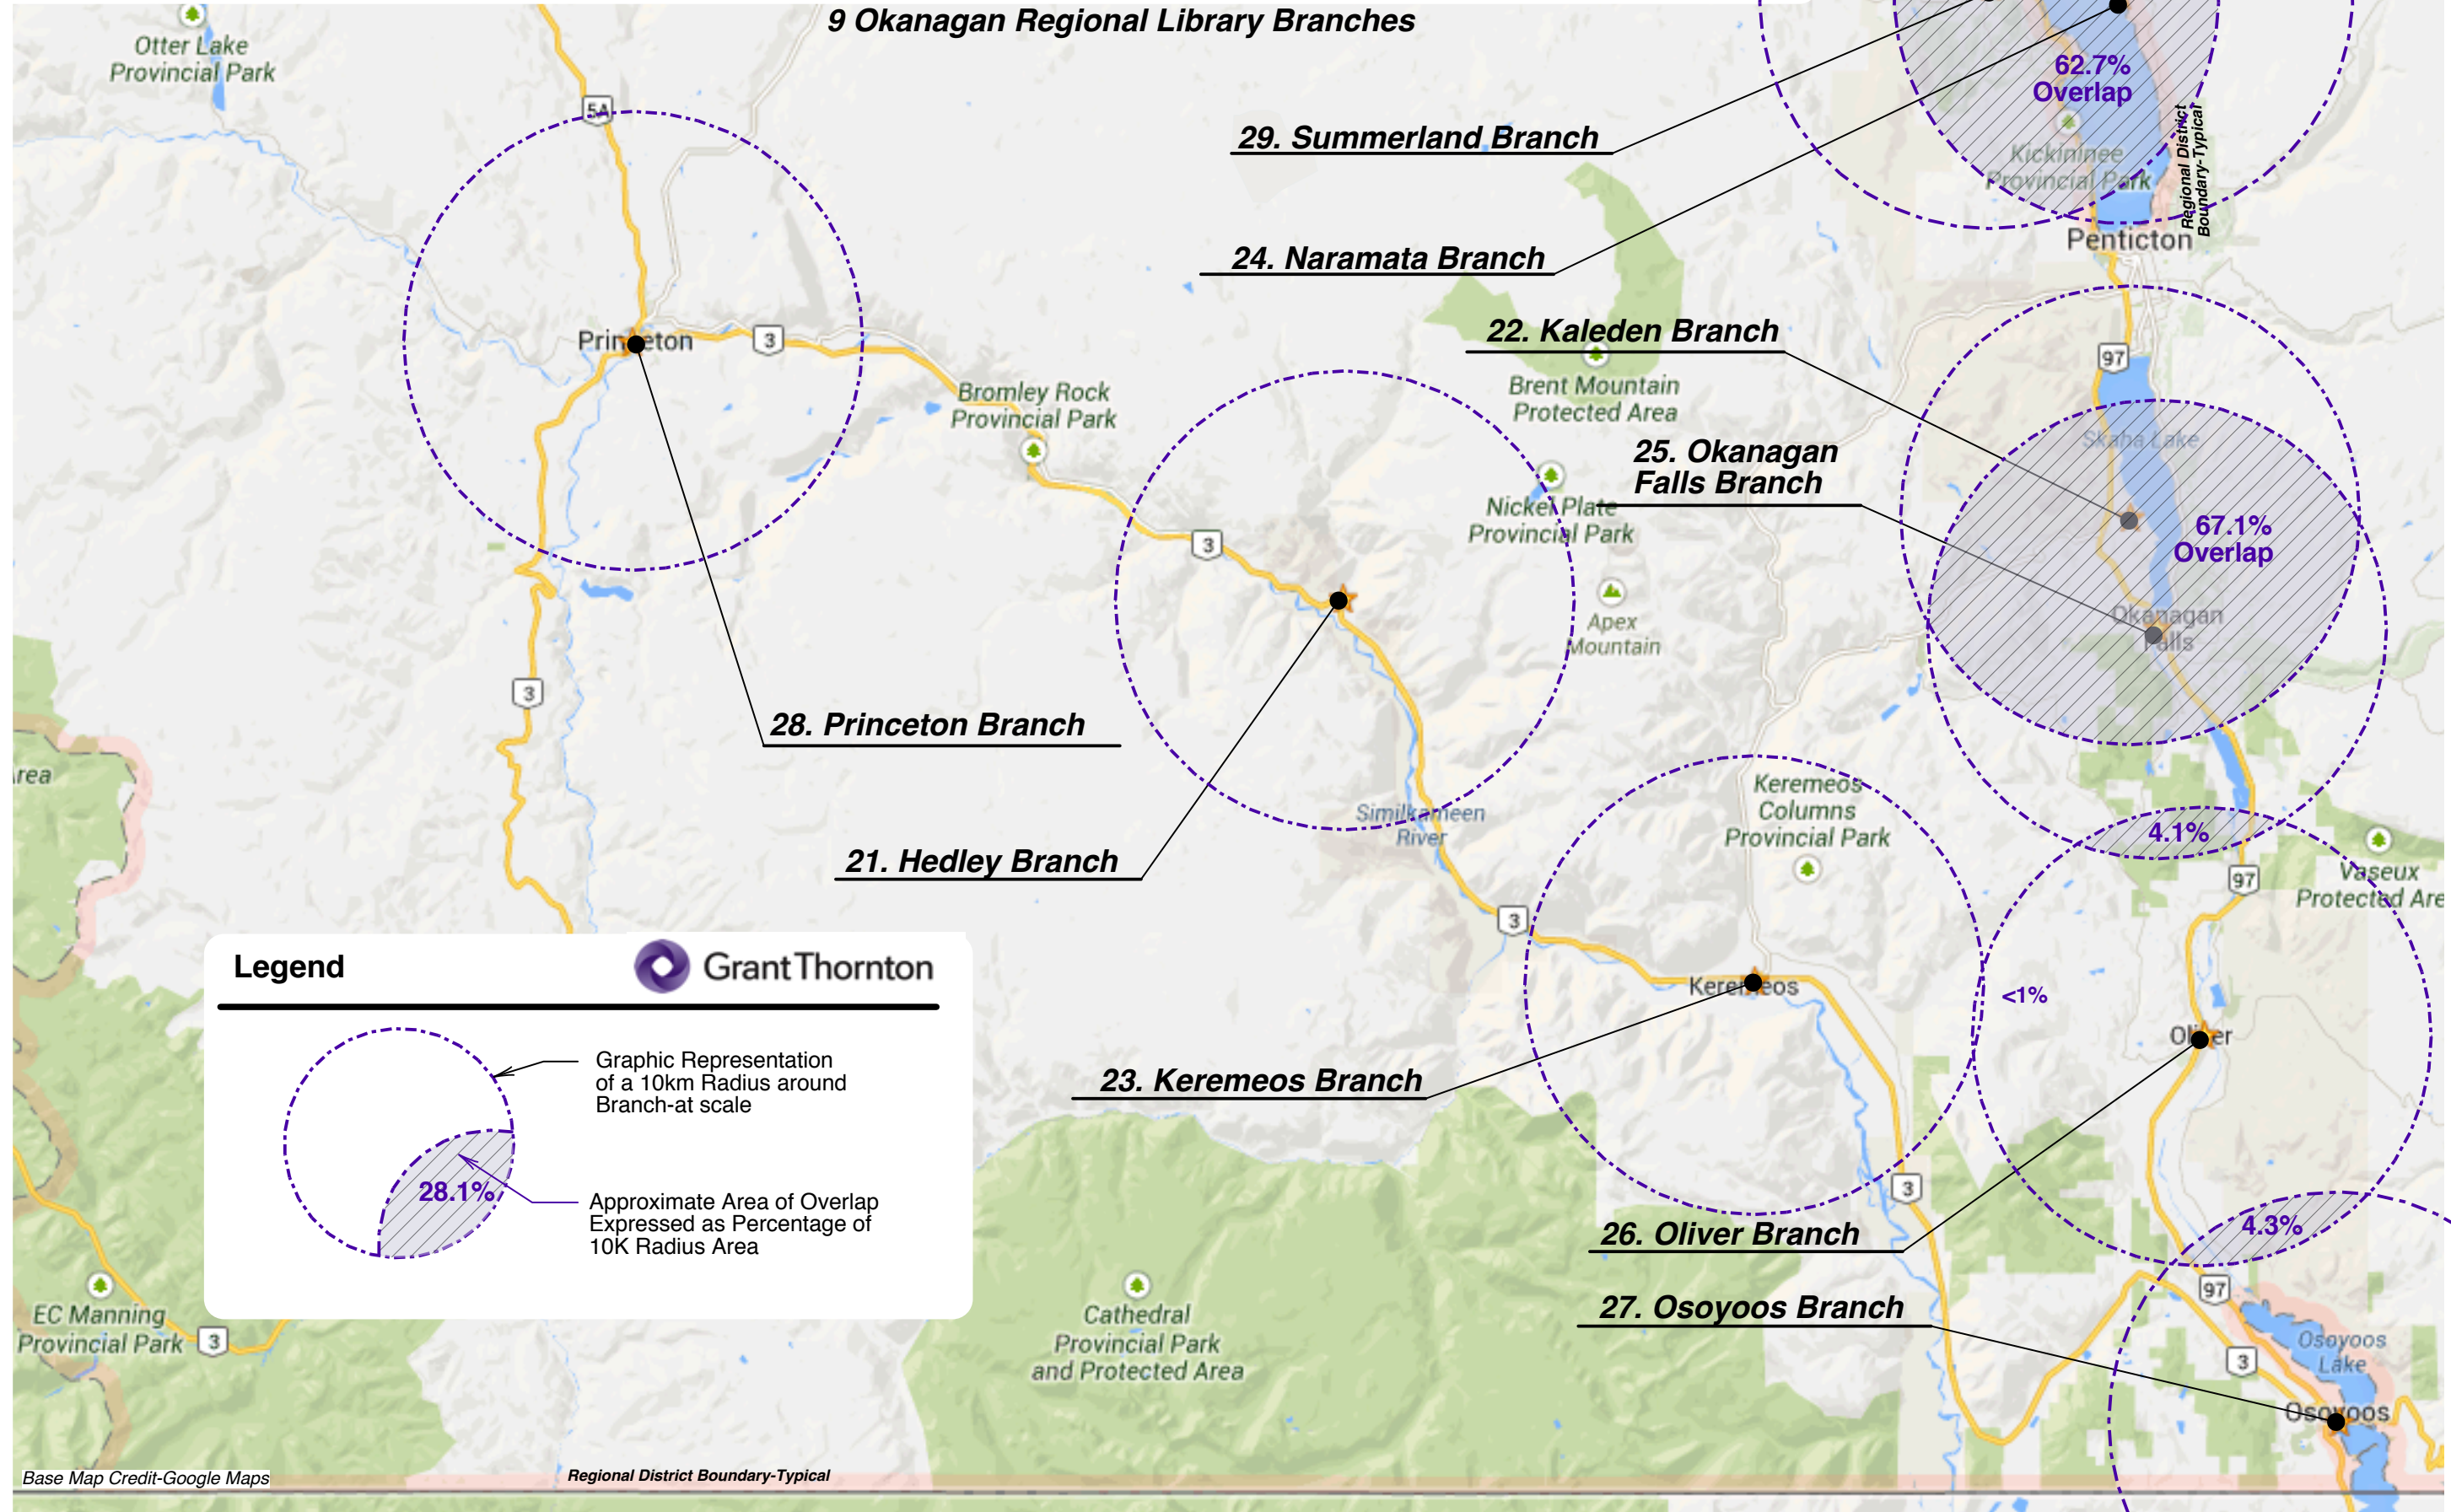 9 Okanagan Regional Library Branches
Otter Lake
Provincial Park
5A
62.7%
Overlap
29. Summerland Branch
Kickininee
Provincial Park
Regional District
Boundary-Typical
Penticton
24. Naramata Branch
22. Kaleden Branch
Princeton
3
97
Brent Mountain
Protected Area
Bromley Rock
Provincial Park
25. Okanagan
Falls Branch
Skaha Lake
Nickel Plate
Provincial Park
67.1%
Overlap
3
Apex
Mountain
Okanagan
Falls
3
28. Princeton Branch
rea
Keremeos
Columns
Provincial Park
Similkameen
River
4.1%
21. Hedley Branch
97
Vaseux
Protected Are
3
Legend
Grant Thornton
Keremeos
<1%
Oliver
Graphic Representation
of a 10km Radius around
Branch-at scale
23. Keremeos Branch
28.1%
Approximate Area of Overlap
Expressed as Percentage of
10K Radius Area
3
26. Oliver Branch
4.3%
97
27. Osoyoos Branch
EC Manning
Provincial Park
3
Cathedral
Provincial Park
and Protected Area
Osoyoos
Lake
3
Osoyoos
Base Map Credit-Google Maps
Regional District Boundary-Typical